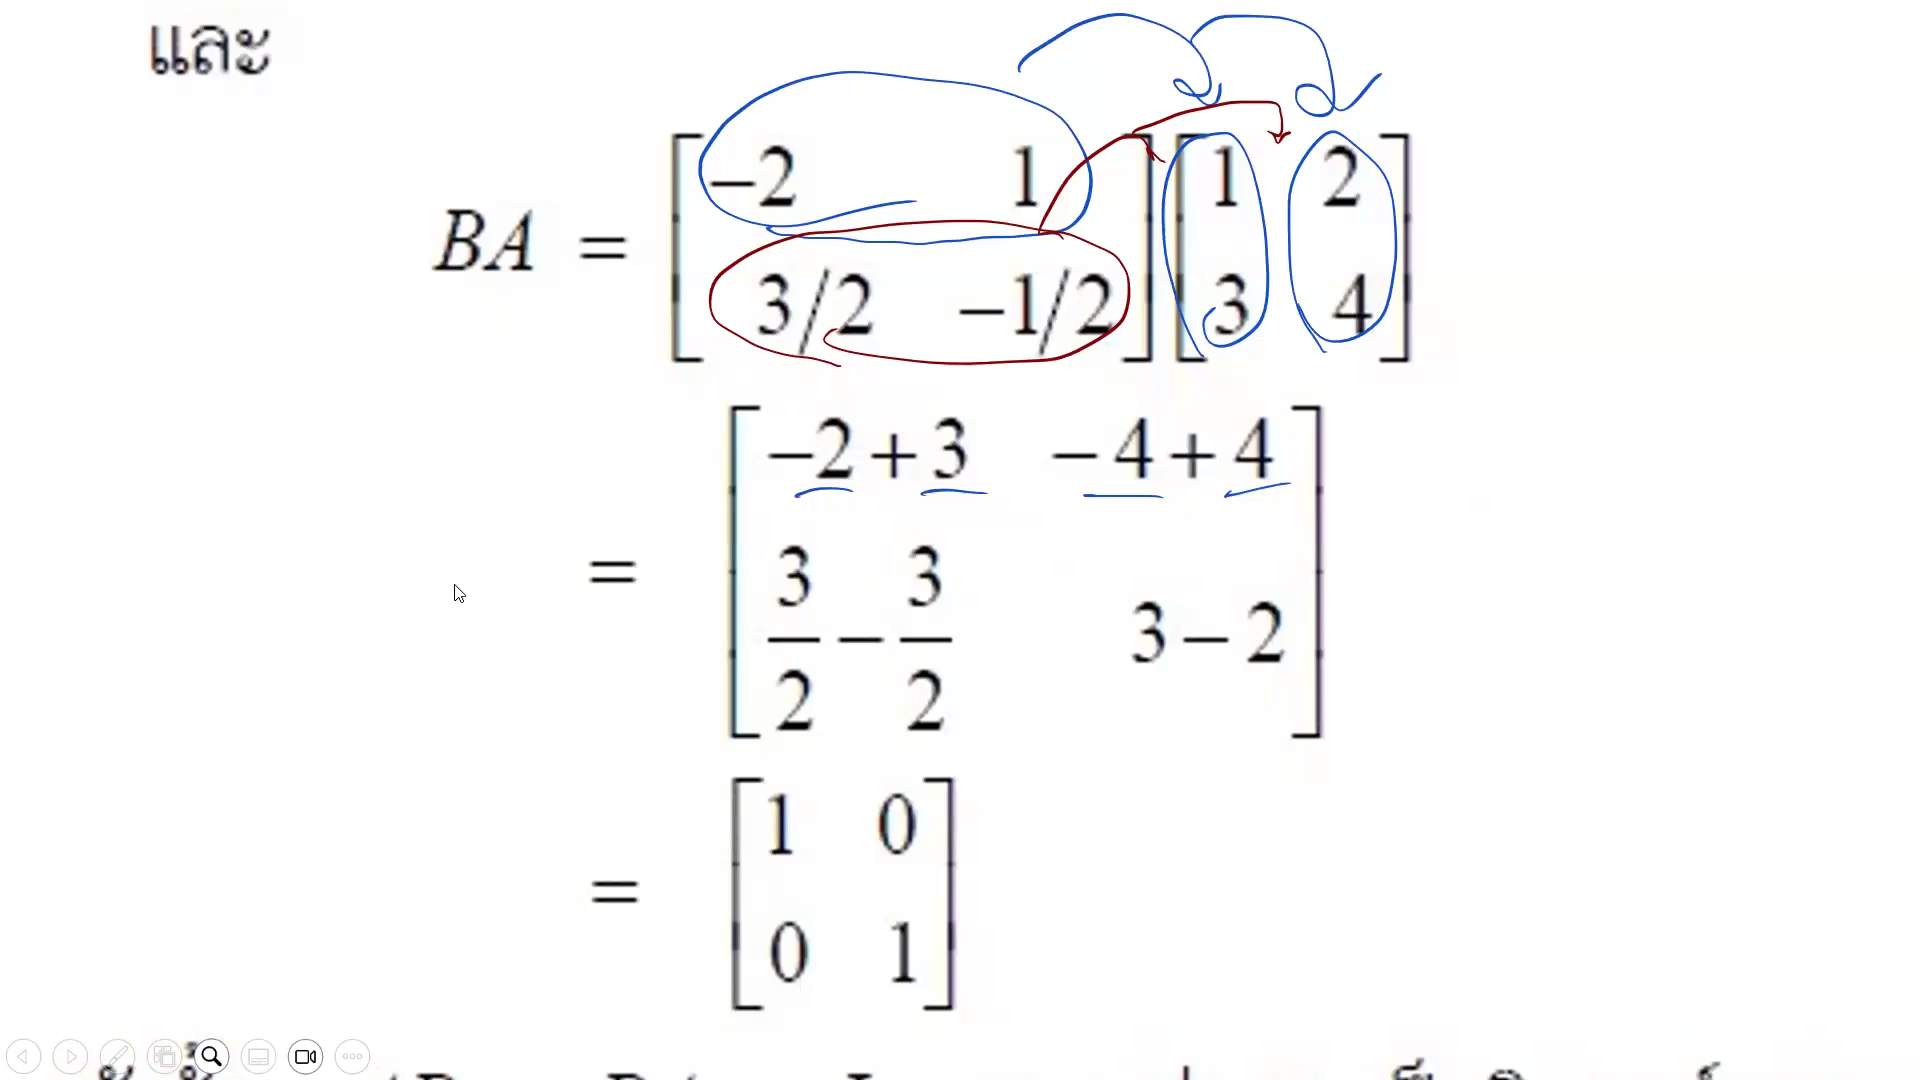 และ
BA = [ -2 1 ] [ 1 2 ]
[ 3/2 -1/2 ] [ 3 4 ]
= [ -2+3 -4+4 ]
[ 3/2 - 3/2 3-2 ]
= [ 1 0 ]
[ 0 1 ]